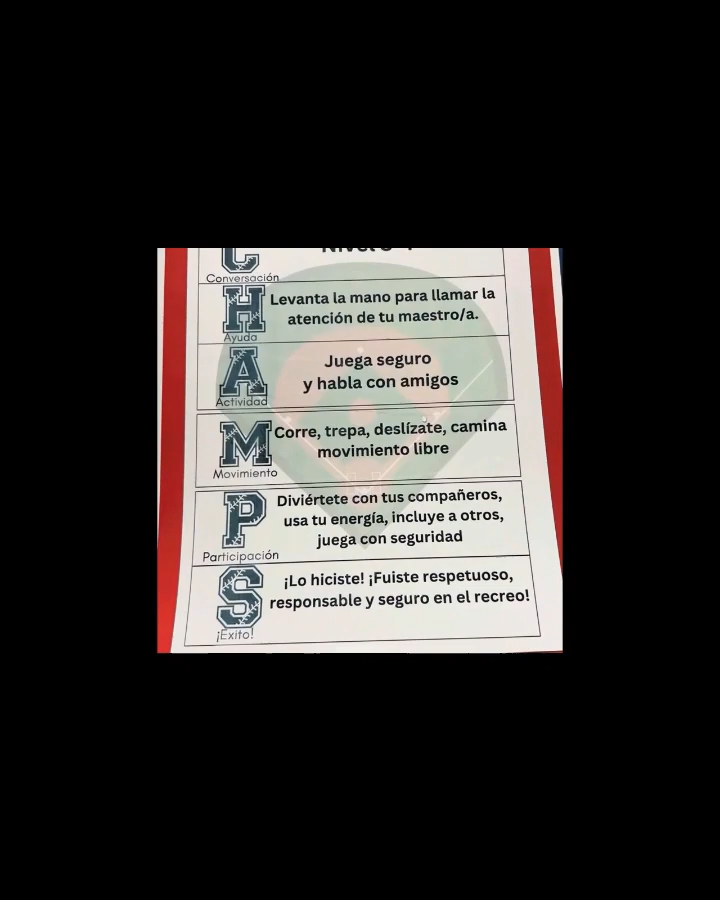 C
Conversación
H
Levanta la mano para llamar la
atención de tu maestro/a.
Ayuda
A
Juega seguro
y habla con amigos
Actividad
M
Corre, trepa, deslízate, camina
movimiento libre
Movimiento
P
Diviértete con tus compañeros,
usa tu energía, incluye a otros,
juega con seguridad
Participación
S
¡Lo hiciste! ¡Fuiste respetuoso,
responsable y seguro en el recreo!
¡Exito!